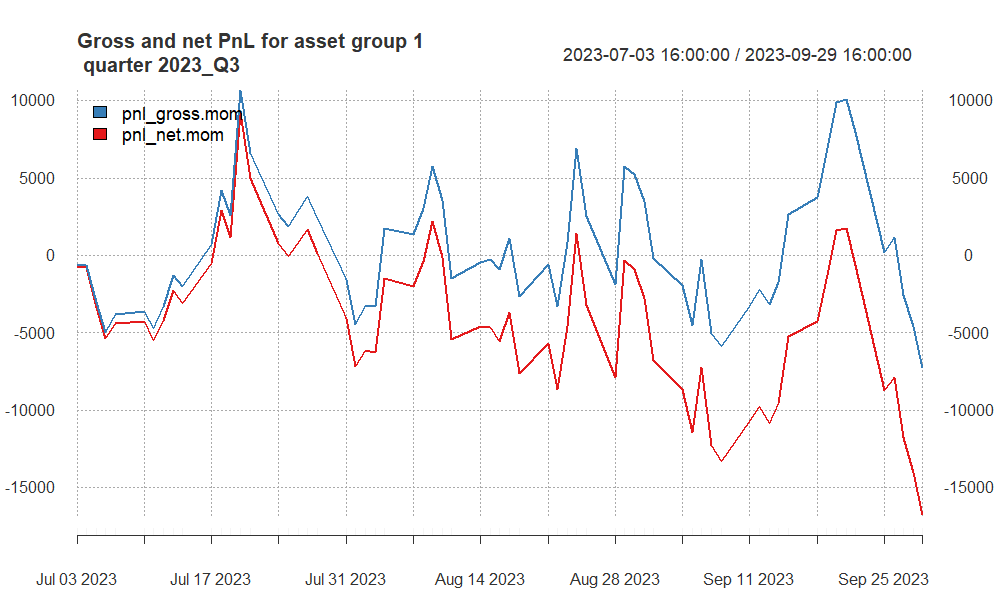 Gross and net PnL for asset group 1
quarter 2023_Q3
2023-07-03 16:00:00 / 2023-09-29 16:00:00
pnl_gross.mom
pnl_net.mom
10000 10000
5000 5000
0 0
-5000 -5000
-10000 -10000
-15000 -15000
Jul 03 2023 Jul 17 2023 Jul 31 2023 Aug 14 2023 Aug 28 2023 Sep 11 2023 Sep 25 2023